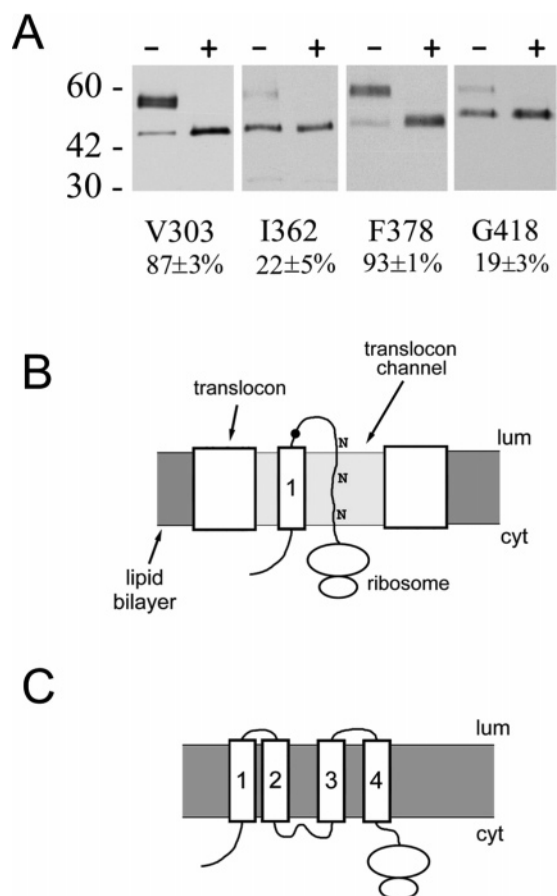 A
− + − + − + − +
60 -
42 -
30 -
V303 I362 F378 G418
87±3% 22±5% 93±1% 19±3%
B
translocon
translocon
channel
lum
N
1
N
N
cyt
lipid
bilayer
ribosome
C
lum
1 2 3 4
cyt